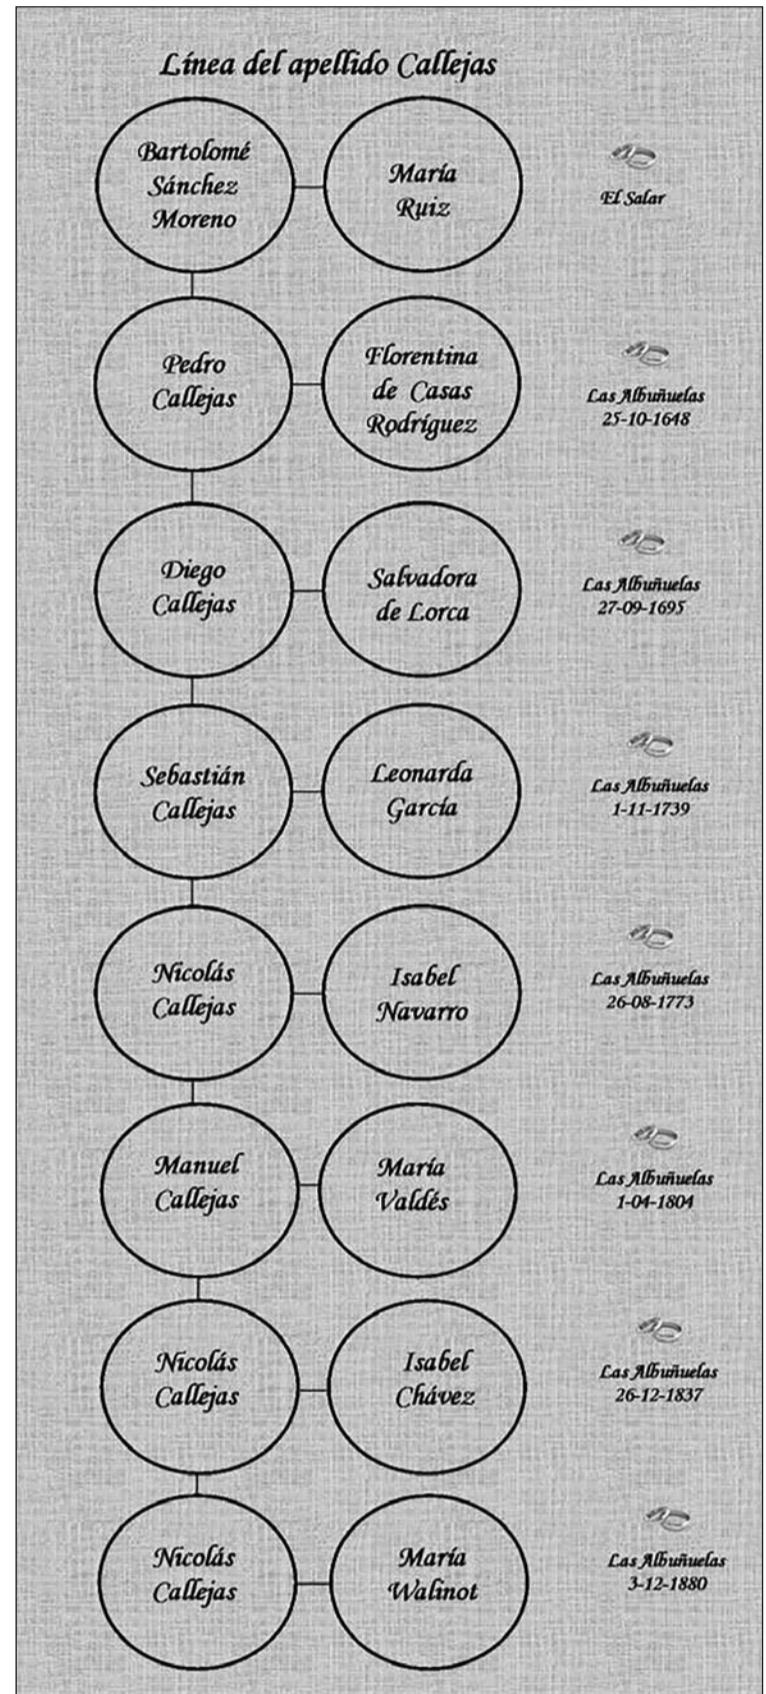 Línea del apellido Callejas
Bartolomé
Sánchez
Moreno
María
Ruiz
El Salar
Pedro
Callejas
Florentina
de Casas
Rodríguez
Las Albuñuelas
25-10-1648
Diego
Callejas
Salvadora
de Lorca
Las Albuñuelas
27-09-1695
Sebastián
Callejas
Leonarda
García
Las Albuñuelas
1-11-1739
Nicolás
Callejas
Isabel
Navarro
Las Albuñuelas
26-08-1773
Manuel
Callejas
María
Valdés
Las Albuñuelas
1-04-1804
Nicolás
Callejas
Isabel
Chávez
Las Albuñuelas
26-12-1837
Nicolás
Callejas
María
Walinot
Las Albuñuelas
3-12-1880